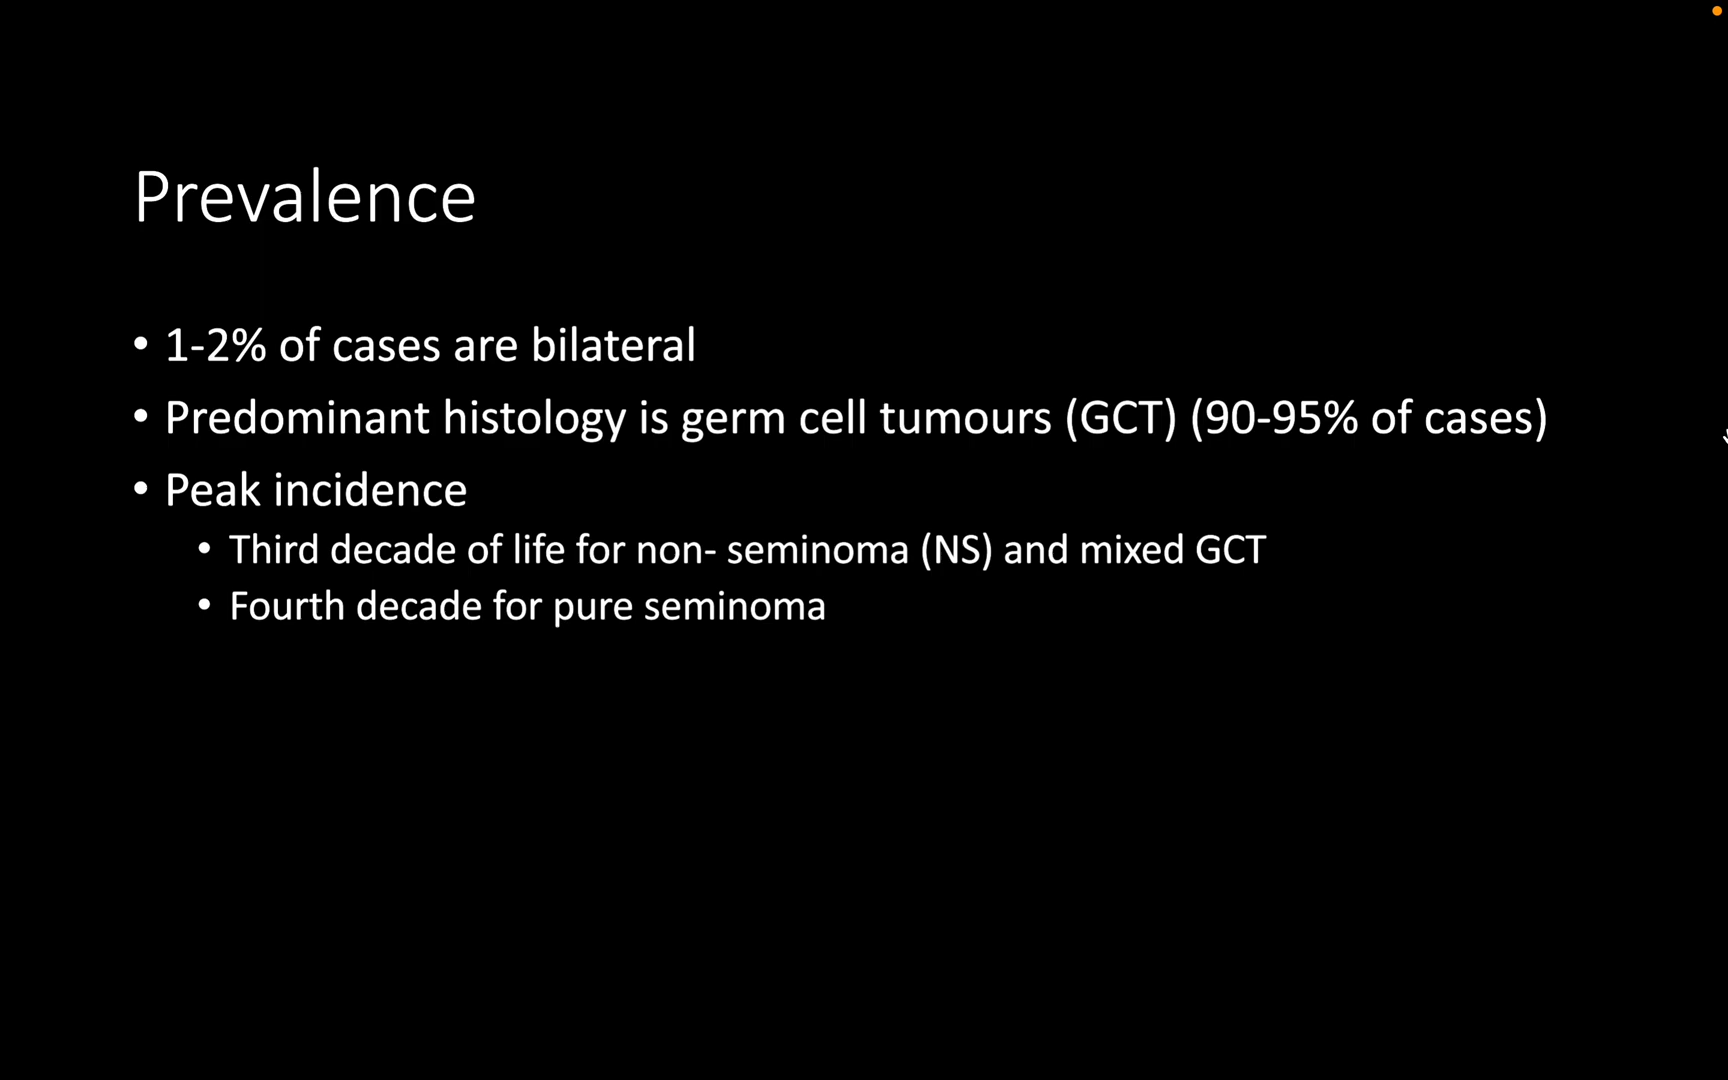 Prevalence
• 1-2% of cases are bilateral
• Predominant histology is germ cell tumours (GCT) (90-95% of cases)
• Peak incidence
• Third decade of life for non- seminoma (NS) and mixed GCT
• Fourth decade for pure seminoma